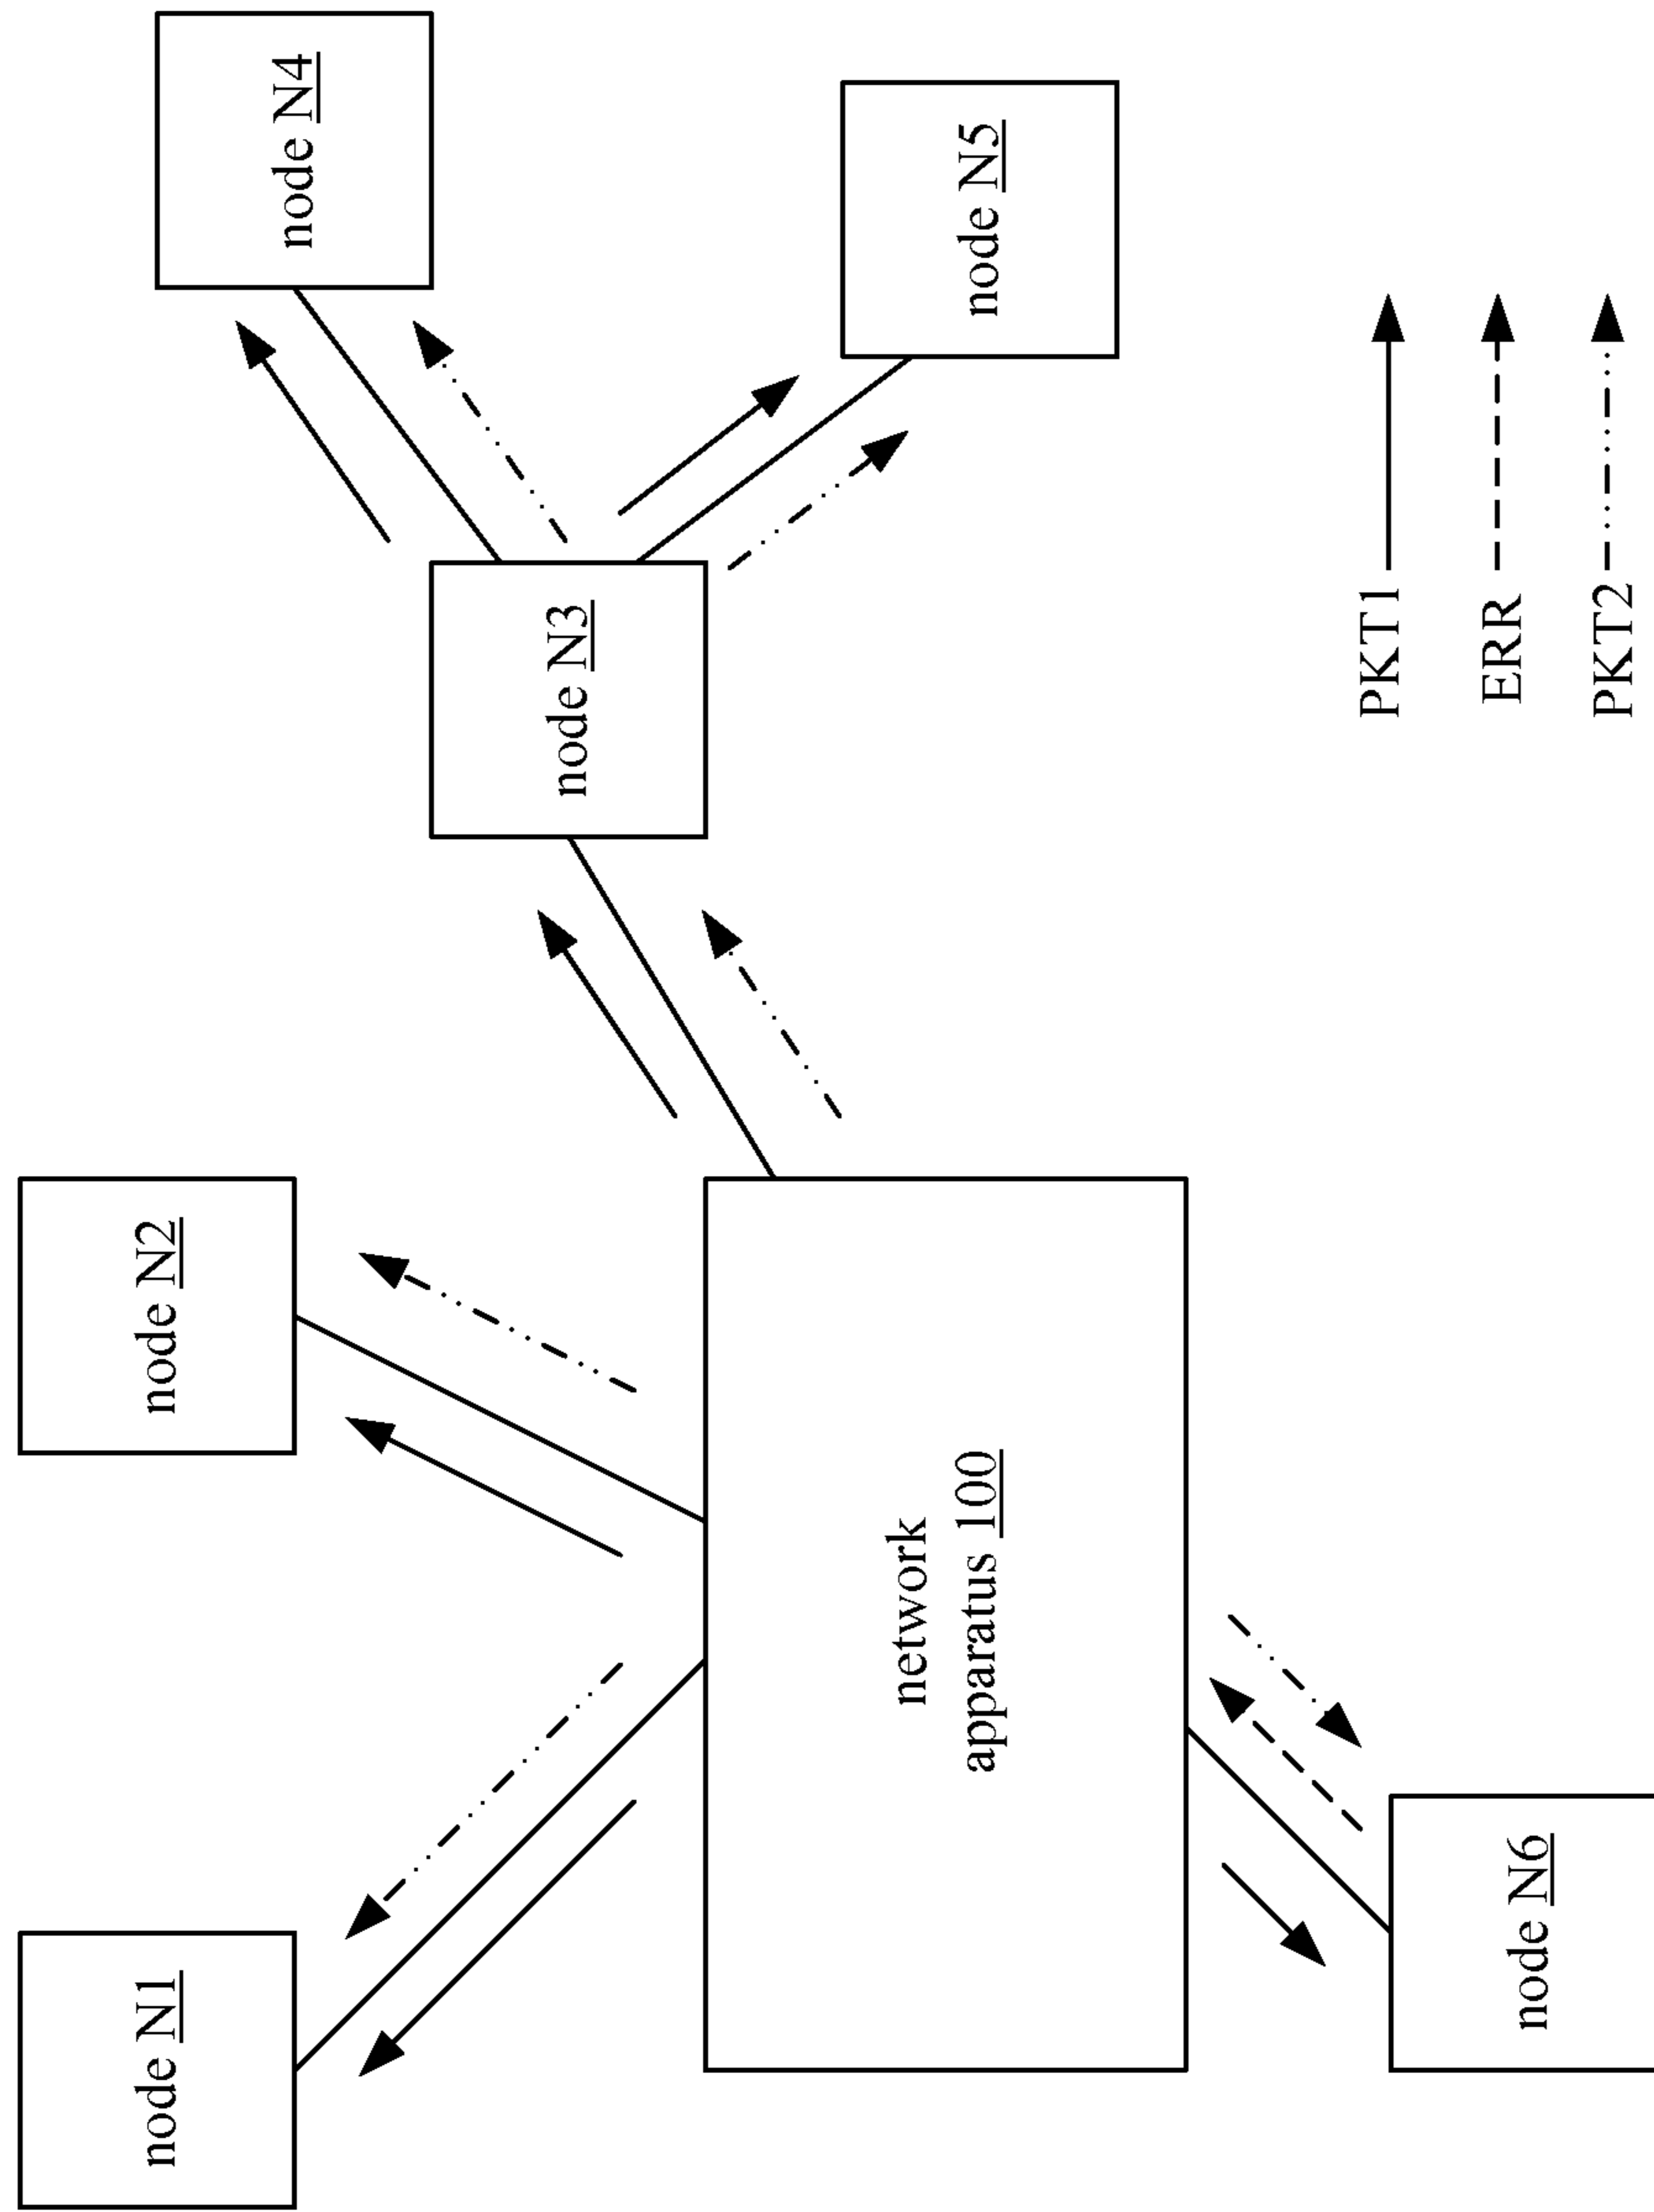 node N1
node N2
node N4
node N3
node N5
network
apparatus 100
node N6
PKT1
ERR
PKT2